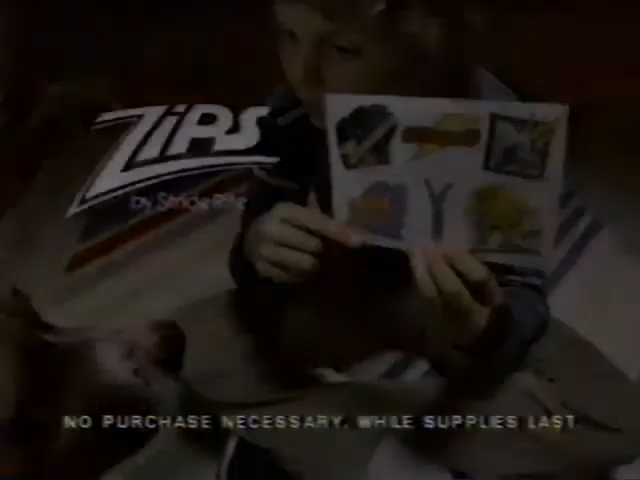 ZIPS
by Stride Rite
NO PURCHASE NECESSARY. WHILE SUPPLIES LAST